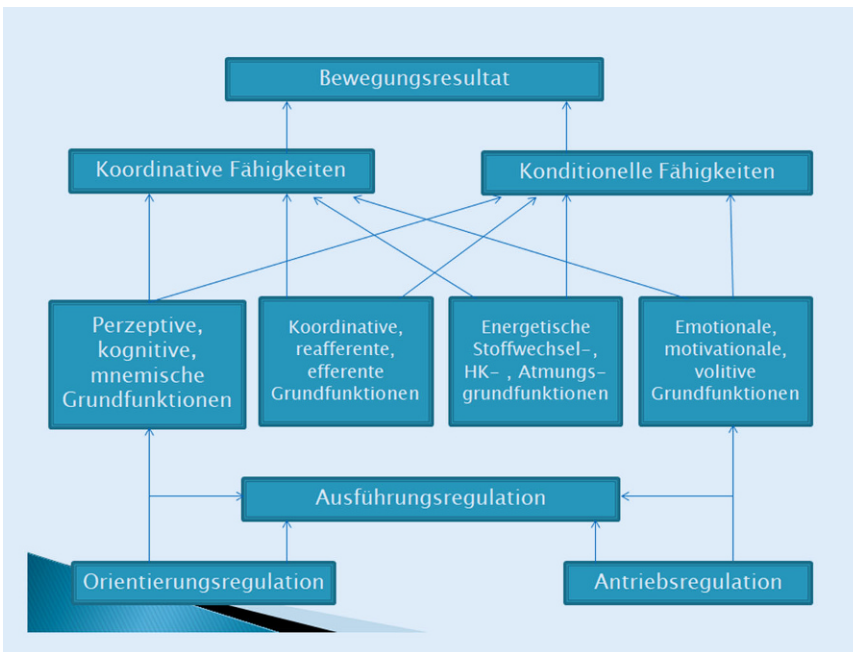 Bewegungsresultat
Koordinative Fähigkeiten
Konditionelle Fähigkeiten
Perzeptive,
kognitive,
mnemische
Grundfunktionen
Koordinative,
reafferente,
efferente
Grundfunktionen
Energetische
Stoffwechsel-,
HK- , Atmungs-
grundfunktionen
Emotionale,
motivationale,
volitive
Grundfunktionen
Ausführungsregulation
Orientierungsregulation
Antriebsregulation